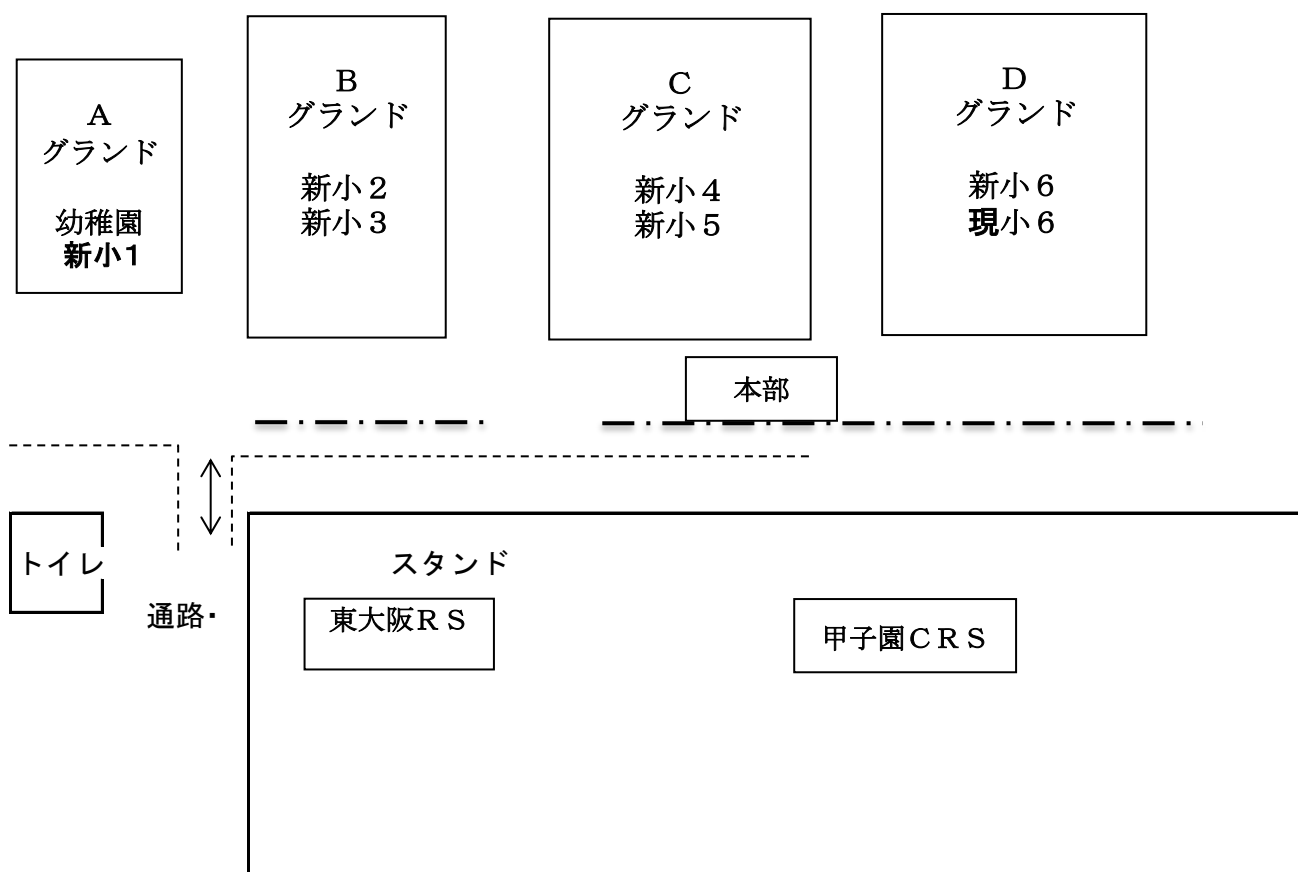 A
グランド
幼稚園
新小1
B
グランド
新小２
新小３
C
グランド
新小４
新小５
D
グランド
新小６
現小６
本部
トイレ
通路・
スタンド
東大阪ＲＳ
甲子園ＣＲＳ